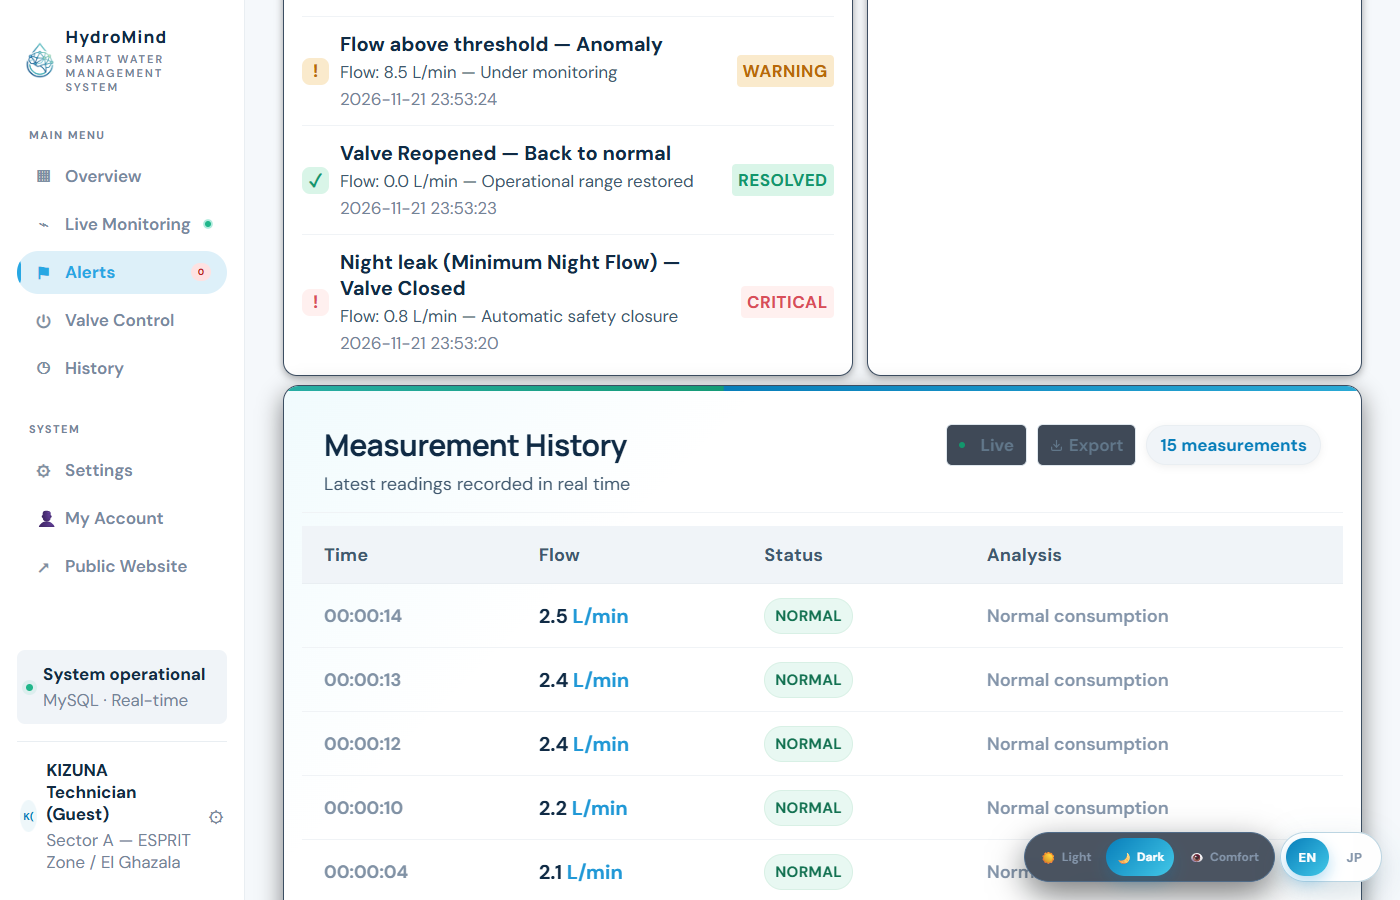 HydroMind
SMART WATER
MANAGEMENT
SYSTEM
MAIN MENU
Overview
Live Monitoring
Alerts
0
Valve Control
History
SYSTEM
Settings
My Account
Public Website
System operational
MySQL · Real-time
K(
KIZUNA
Technician
(Guest)
Sector A — ESPRIT
Zone / El Ghazala
!
Flow above threshold — Anomaly
Flow: 8.5 L/min — Under monitoring
2026-11-21 23:53:24
WARNING
✓
Valve Reopened — Back to normal
Flow: 0.0 L/min — Operational range restored
2026-11-21 23:53:23
RESOLVED
!
Night leak (Minimum Night Flow) —
Valve Closed
Flow: 0.8 L/min — Automatic safety closure
2026-11-21 23:53:20
CRITICAL
Measurement History
Latest readings recorded in real time
Live
Export
15 measurements
Time Flow Status Analysis
00:00:14 2.5 L/min NORMAL Normal consumption
00:00:13 2.4 L/min NORMAL Normal consumption
00:00:12 2.4 L/min NORMAL Normal consumption
00:00:10 2.2 L/min NORMAL Normal consumption
00:00:04 2.1 L/min NORMAL
Light Dark Comfort
EN JP